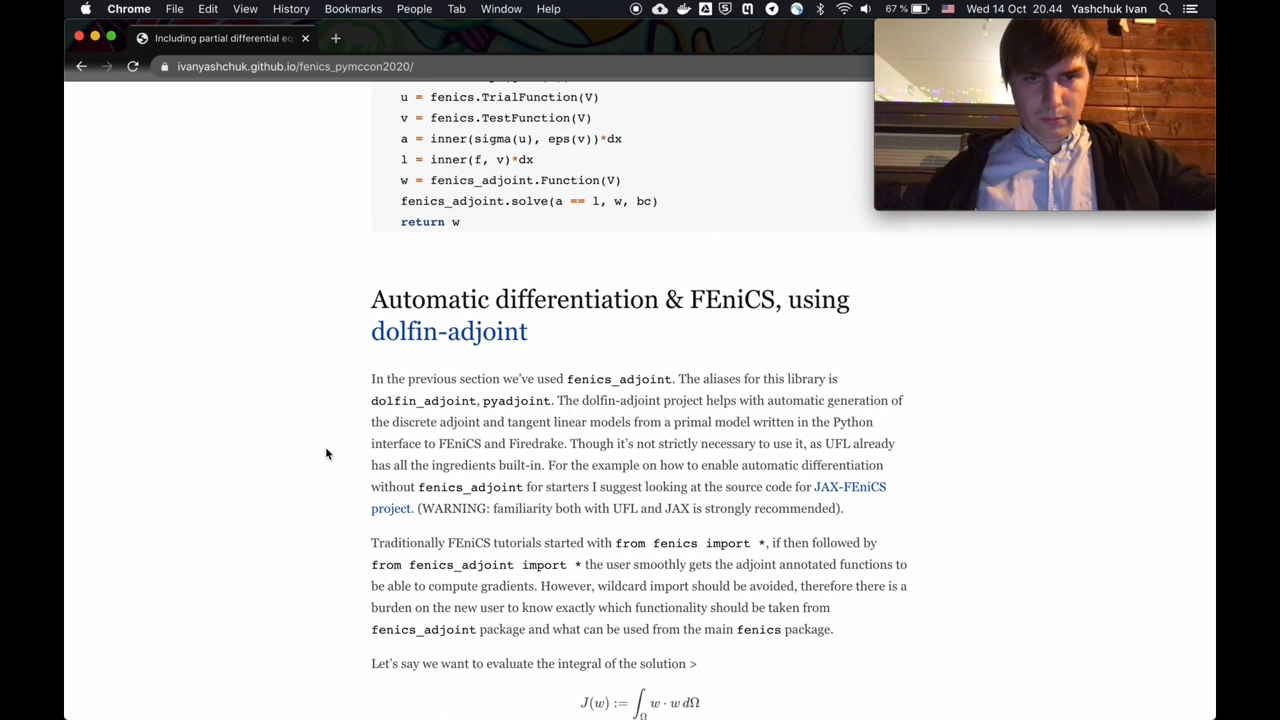 Chrome File Edit View History Bookmarks People Tab Window Help 67% Wed 14 Oct 20.44 Yashchuk Ivan
Including partial differential eq
ivanyashchuk.github.io/fenics_pymccon2020/
u = fenics.TrialFunction(V)
v = fenics.TestFunction(V)
a = inner(sigma(u), eps(v))*dx
l = inner(f, v)*dx
w = fenics_adjoint.Function(V)
fenics_adjoint.solve(a == l, w, bc)
return w
Automatic differentiation & FEniCS, using
dolfin-adjoint
In the previous section we've used fenics_adjoint. The aliases for this library is
dolfin_adjoint, pyadjoint. The dolfin-adjoint project helps with automatic generation of
the discrete adjoint and tangent linear models from a primal model written in the Python
interface to FEniCS and Firedrake. Though it's not strictly necessary to use it, as UFL already
has all the ingredients built-in. For the example on how to enable automatic differentiation
without fenics_adjoint for starters I suggest looking at the source code for JAX-FEniCS
project. (WARNING: familiarity both with UFL and JAX is strongly recommended).
Traditionally FEniCS tutorials started with from fenics import *, if then followed by
from fenics_adjoint import * the user smoothly gets the adjoint annotated functions to
be able to compute gradients. However, wildcard import should be avoided, therefore there is a
burden on the new user to know exactly which functionality should be taken from
fenics_adjoint package and what can be used from the main fenics package.
Let's say we want to evaluate the integral of the solution >
J(w) := ∫_Ω w · w dΩ